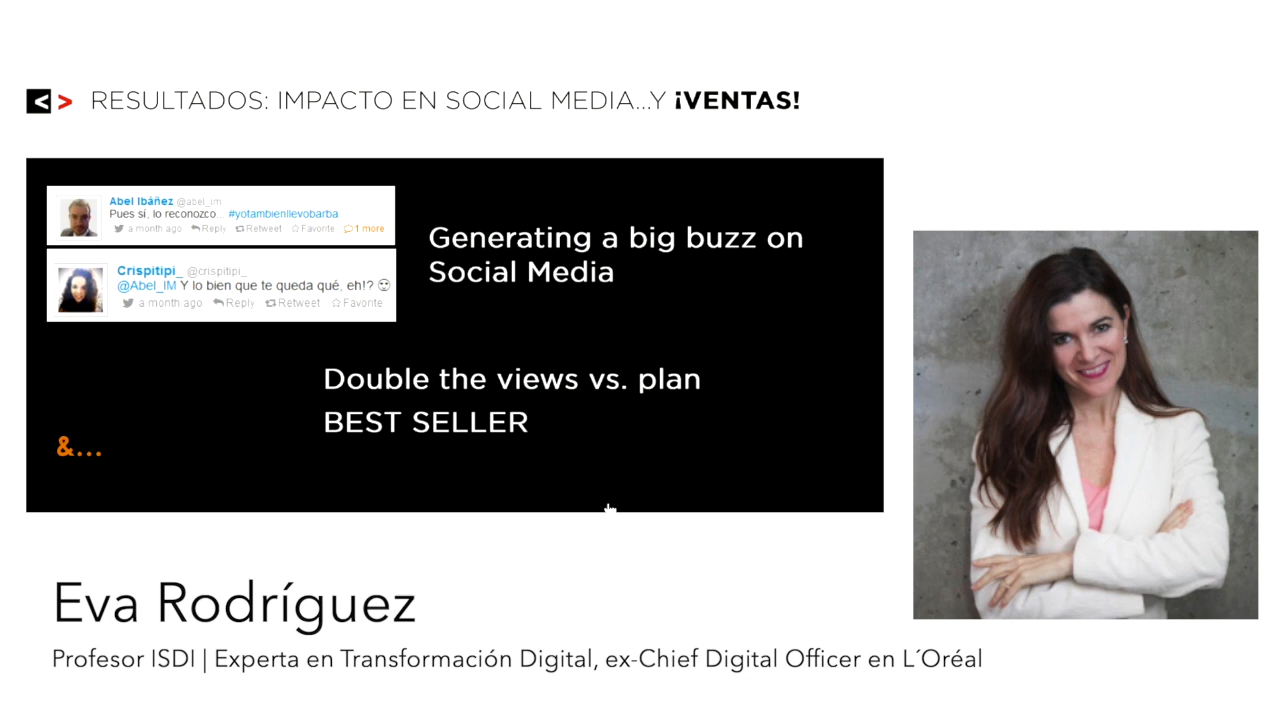 RESULTADOS: IMPACTO EN SOCIAL MEDIA...Y ¡VENTAS!
Abel Ibáñez @abel_im
Pues sí, lo reconozco... #yotambienllevobarba
a month ago Reply Retweet Favorite 1 more
Crispitipi_ @crispitipi_
@Abel_IM Y lo bien que te queda qué, eh!?
a month ago Reply Retweet Favorite
Generating a big buzz on
Social Media
Double the views vs. plan
BEST SELLER
&...
Eva Rodríguez
Profesor ISDI | Experta en Transformación Digital, ex-Chief Digital Officer en L´Oréal